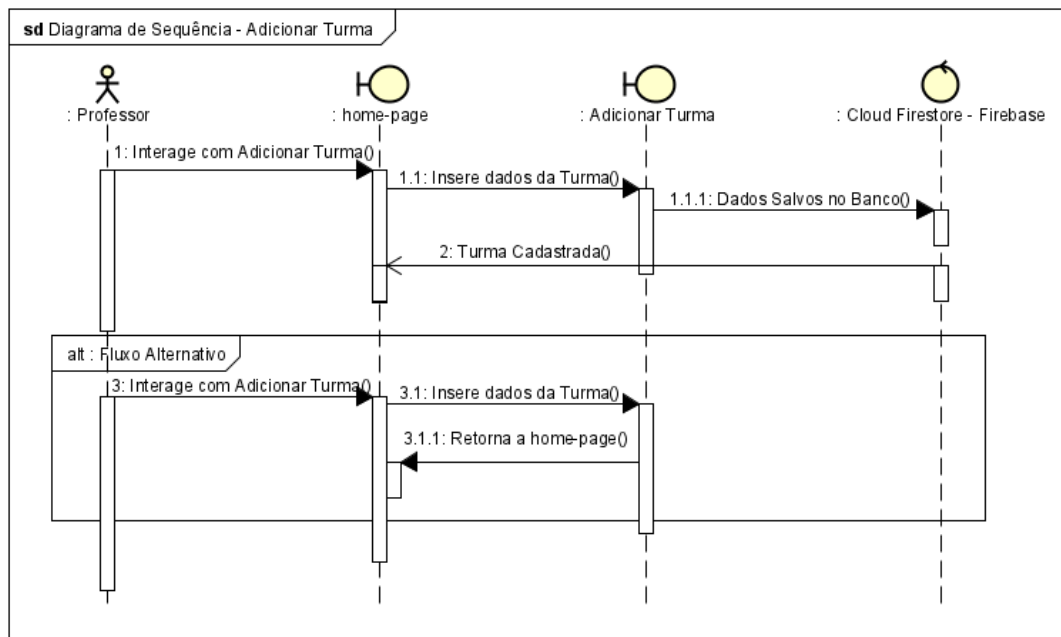 sd Diagrama de Sequência - Adicionar Turma
: Professor
: home-page
: Adicionar Turma
: Cloud Firestore - Firebase
1: Interage com Adicionar Turma()
1.1: Insere dados da Turma()
1.1.1: Dados Salvos no Banco()
2: Turma Cadastrada()
alt : Fluxo Alternativo
3: Interage com Adicionar Turma()
3.1: Insere dados da Turma()
3.1.1: Retorna a home-page()